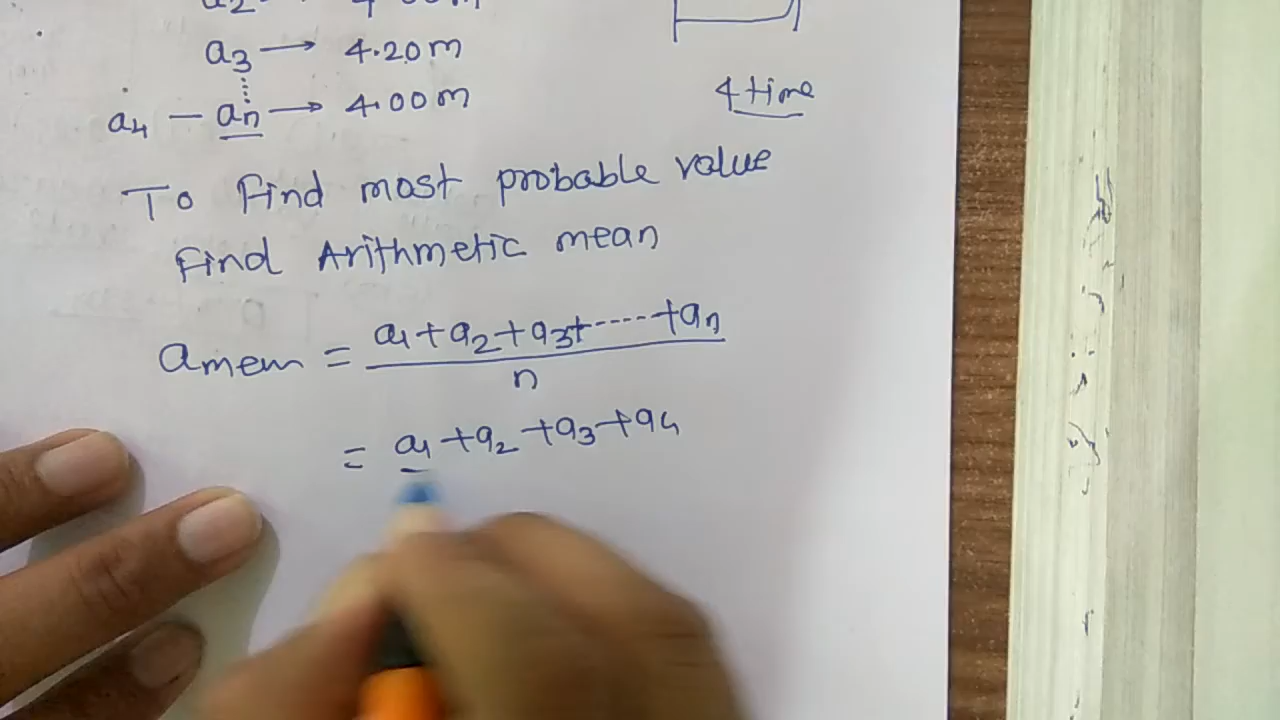 a3 → 4.20m
4 time
a4 — an → 4.00m
To Find most probable value
Find Arithmetic mean
amem = a1+a2+a3+-----+an
n
= a1+a2+a3+a4